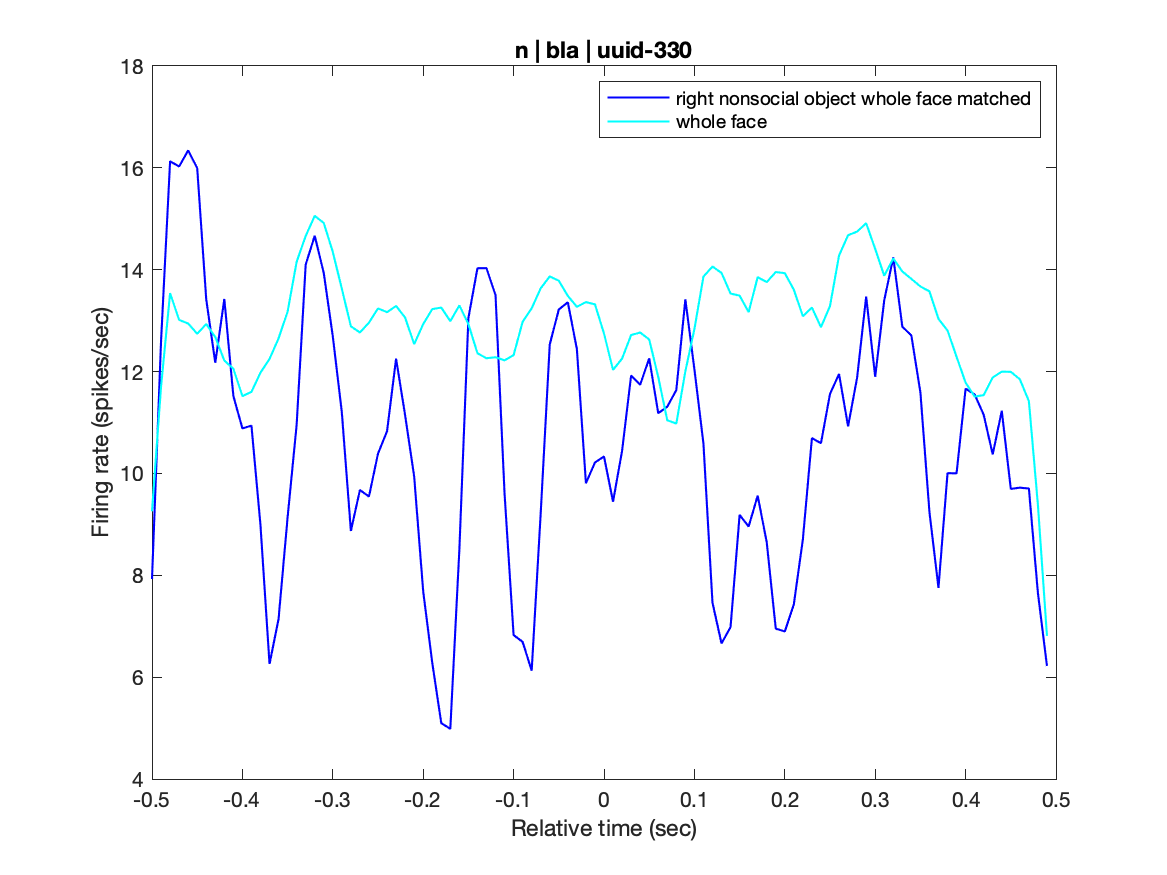 n | bla | uuid-330
right nonsocial object whole face matched
whole face
Firing rate (spikes/sec)
18
16
14
12
10
8
6
4
-0.5 -0.4 -0.3 -0.2 -0.1 0 0.1 0.2 0.3 0.4 0.5
Relative time (sec)